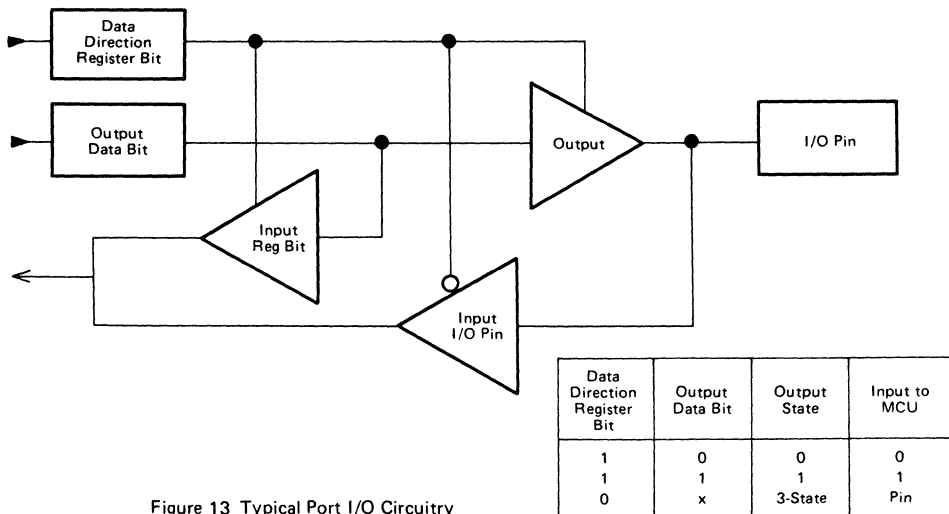 Data
Direction
Register Bit
Output
Data Bit
Output
I/O Pin
Input
Reg Bit
Input
I/O Pin
Data
Direction
Register
Bit
Output
Data Bit
Output
State
Input to
MCU
1 0 0 0
1 1 1 1
0 x 3-State Pin
Figure 13 Typical Port I/O Circuitry